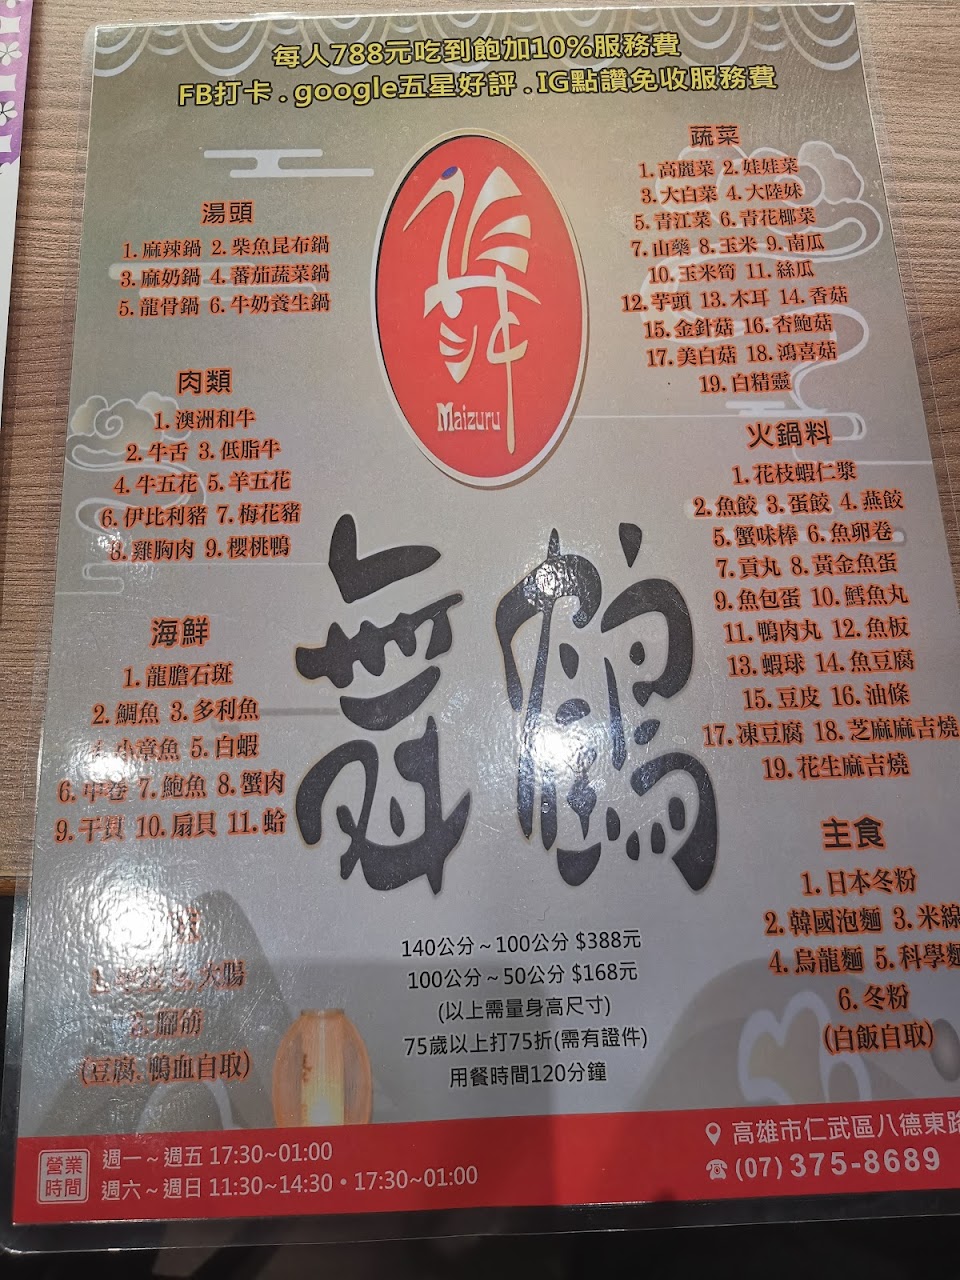 每人788元吃到飽加10%服務費
FB打卡.google五星好評.IG點讚免收服務費
湯頭
1.麻辣鍋 2.柴魚昆布鍋
3.麻奶鍋 4.蕃茄蔬菜鍋
5.龍骨鍋 6.牛奶養生鍋
肉類
1.澳洲和牛
2.牛舌 3.低脂牛
4.牛五花 5.羊五花
6.伊比利豬 7.梅花豬
8.雞胸肉 9.櫻桃鴨
海鮮
1.龍膽石斑
2.鯛魚 3.多利魚
4.小章魚 5.白蝦
6.中卷 7.鮑魚 8.蟹肉
9.干貝 10.扇貝 11.蛤
大腸
(豆腐.鴨血自取)
Maizuru
舞鶴
140公分~100公分 $388元
100公分~50公分 $168元
(以上需量身高尺寸)
75歲以上打75折(需有證件)
用餐時間120分鐘
蔬菜
1.高麗菜 2.娃娃菜
3.大白菜 4.大陸妹
5.青江菜 6.青花椰菜
7.山藥 8.玉米 9.南瓜
10.玉米筍 11.絲瓜
12.芋頭 13.木耳 14.香菇
15.金針菇 16.杏鮑菇
17.美白菇 18.鴻喜菇
19.白精靈
火鍋料
1.花枝蝦仁漿
2.魚餃 3.蛋餃 4.燕餃
5.蟹味棒 6.魚卵卷
7.貢丸 8.黃金魚蛋
9.魚包蛋 10.鱈魚丸
11.鴨肉丸 12.魚板
13.蝦球 14.魚豆腐
15.豆皮 16.油條
17.凍豆腐 18.芝麻麻吉燒
19.花生麻吉燒
主食
1.日本冬粉
2.韓國泡麵 3.米線
4.烏龍麵 5.科學麵
6.冬粉
(白飯自取)
營業時間
週一~週五 17:30~01:00
週六~週日 11:30~14:30・17:30~01:00
高雄市仁武區八德東路
(07) 375-8689